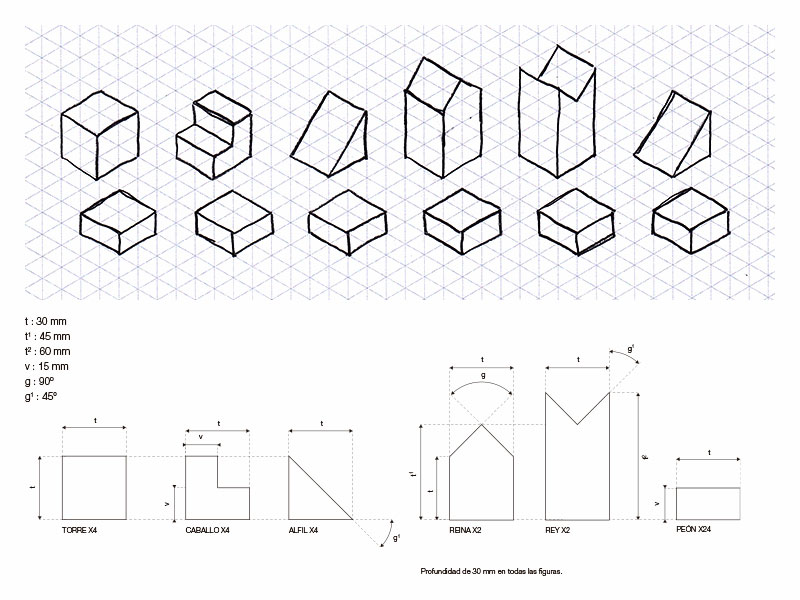 t : 30 mm
t¹ : 45 mm
t² : 60 mm
v : 15 mm
g : 90º
g¹ : 45º
t
t
TORRE X4
t
v
v
CABALLO X4
t
g¹
ALFIL X4
t
g
t¹
t
REINA X2
t
g¹
t²
REY X2
t
v
PEÓN X24
Profundidad de 30 mm en todas las figuras.